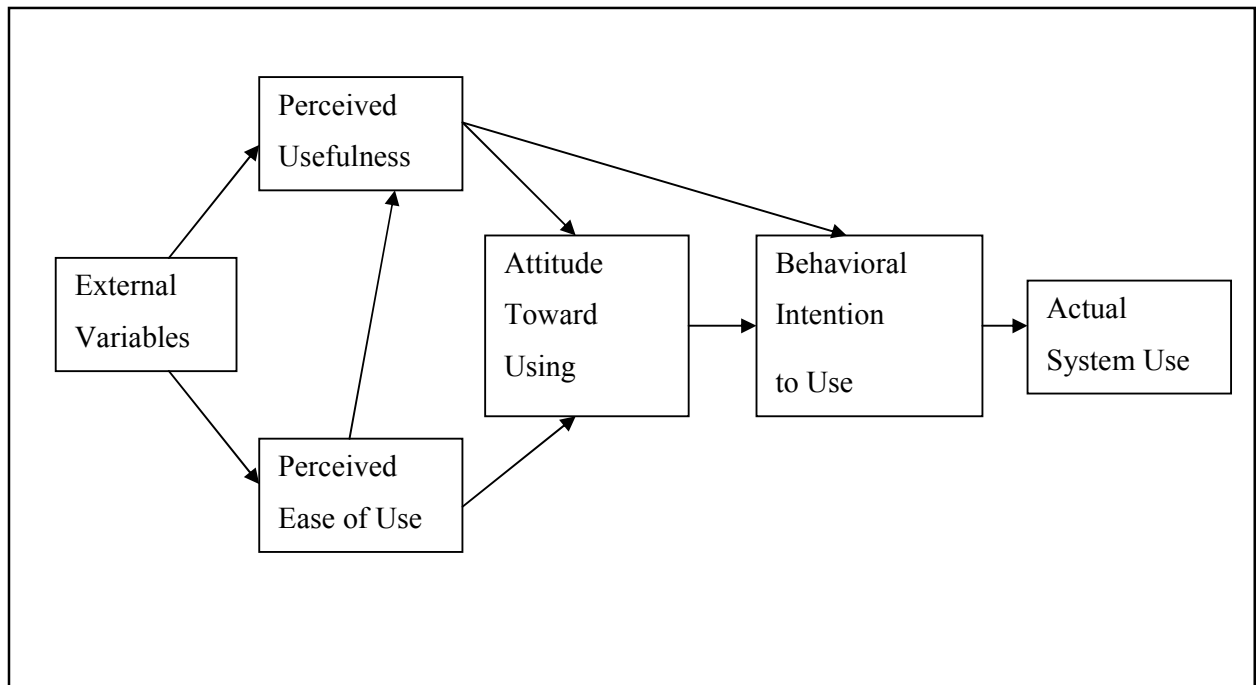 Perceived
Usefulness
External
Variables
Perceived
Ease of Use
Attitude
Toward
Using
Behavioral
Intention
to Use
Actual
System Use